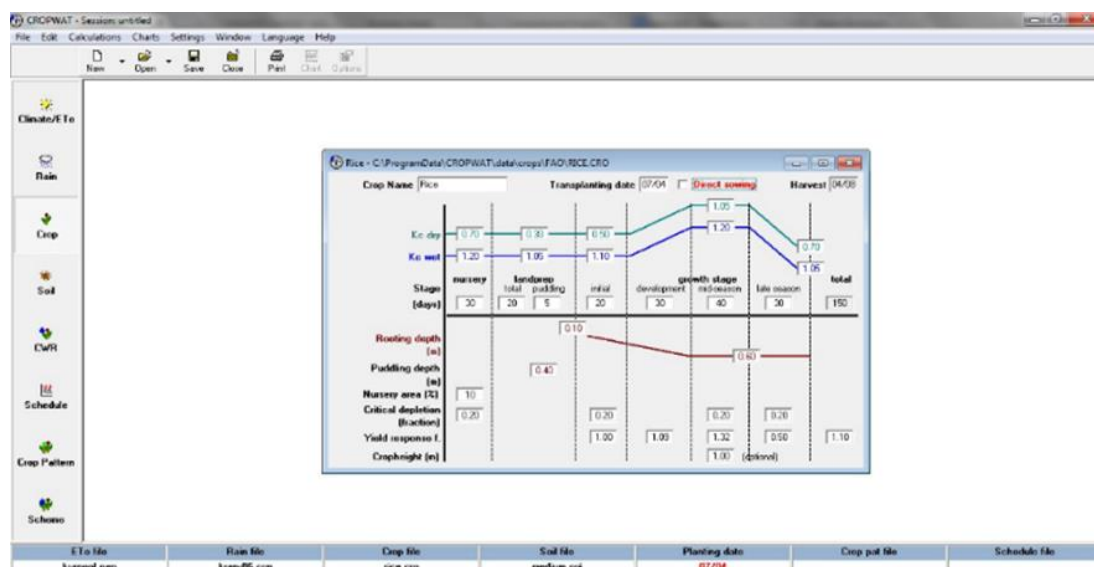 CROPWAT - Session: untitled
File Edit Calculations Charts Settings Window Language Help
New Open Save Close Print Chart Options
Climate/ETo
Rain
Crop
Soil
CWR
Schedule
Crop Pattern
Scheme
Rice - C:\ProgramData\CROPWAT\data\crops\FAO\RICE.CRO
Crop Name Rice Transplanting date 07/04 Direct sowing Harvest 04/08
1.05
Kc dry 0.70 0.30 0.50 1.20
Kc wet 1.20 1.05 1.10 0.70
1.05
nursery landprep growth stage total
Stage total puddling initial development mid-season late season
(days) 30 20 5 20 30 40 30 150
0.10
Rooting depth
(m) 0.60
Puddling depth 0.40
(m)
Nursery area (%) 10
Critical depletion 0.20 0.20 0.20 0.20
(fraction)
Yield response f. 1.00 1.09 1.32 0.50 1.10
Cropheight (m) 1.00 (optional)
ETo file Rain file Crop file Soil file Planting date Crop pat file Schedule file
rice.cro 07/04